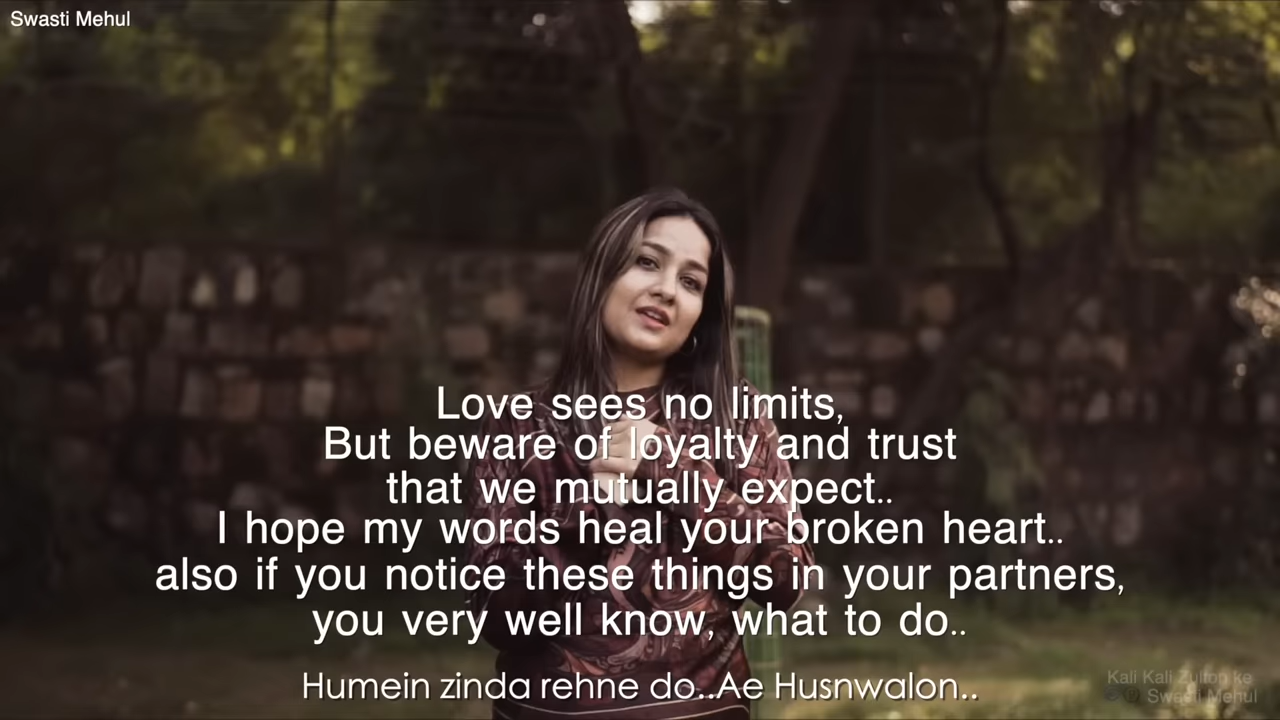 Swasti Mehul
Love sees no limits,
But beware of loyalty and trust
that we mutually expect..
I hope my words heal your broken heart..
also if you notice these things in your partners,
you very well know, what to do..
Humein zinda rehne do..Ae Husnwalon..
Kali Kali Zulfon ke
Swasti Mehul